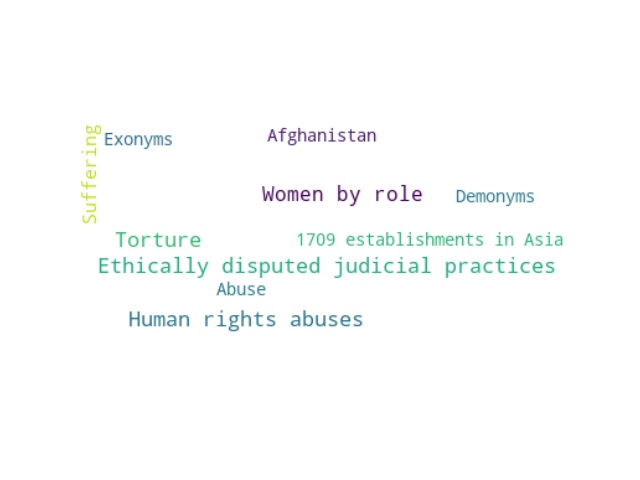 Suffering
Exonyms
Afghanistan
Women by role
Demonyms
Torture
1709 establishments in Asia
Ethically disputed judicial practices
Abuse
Human rights abuses